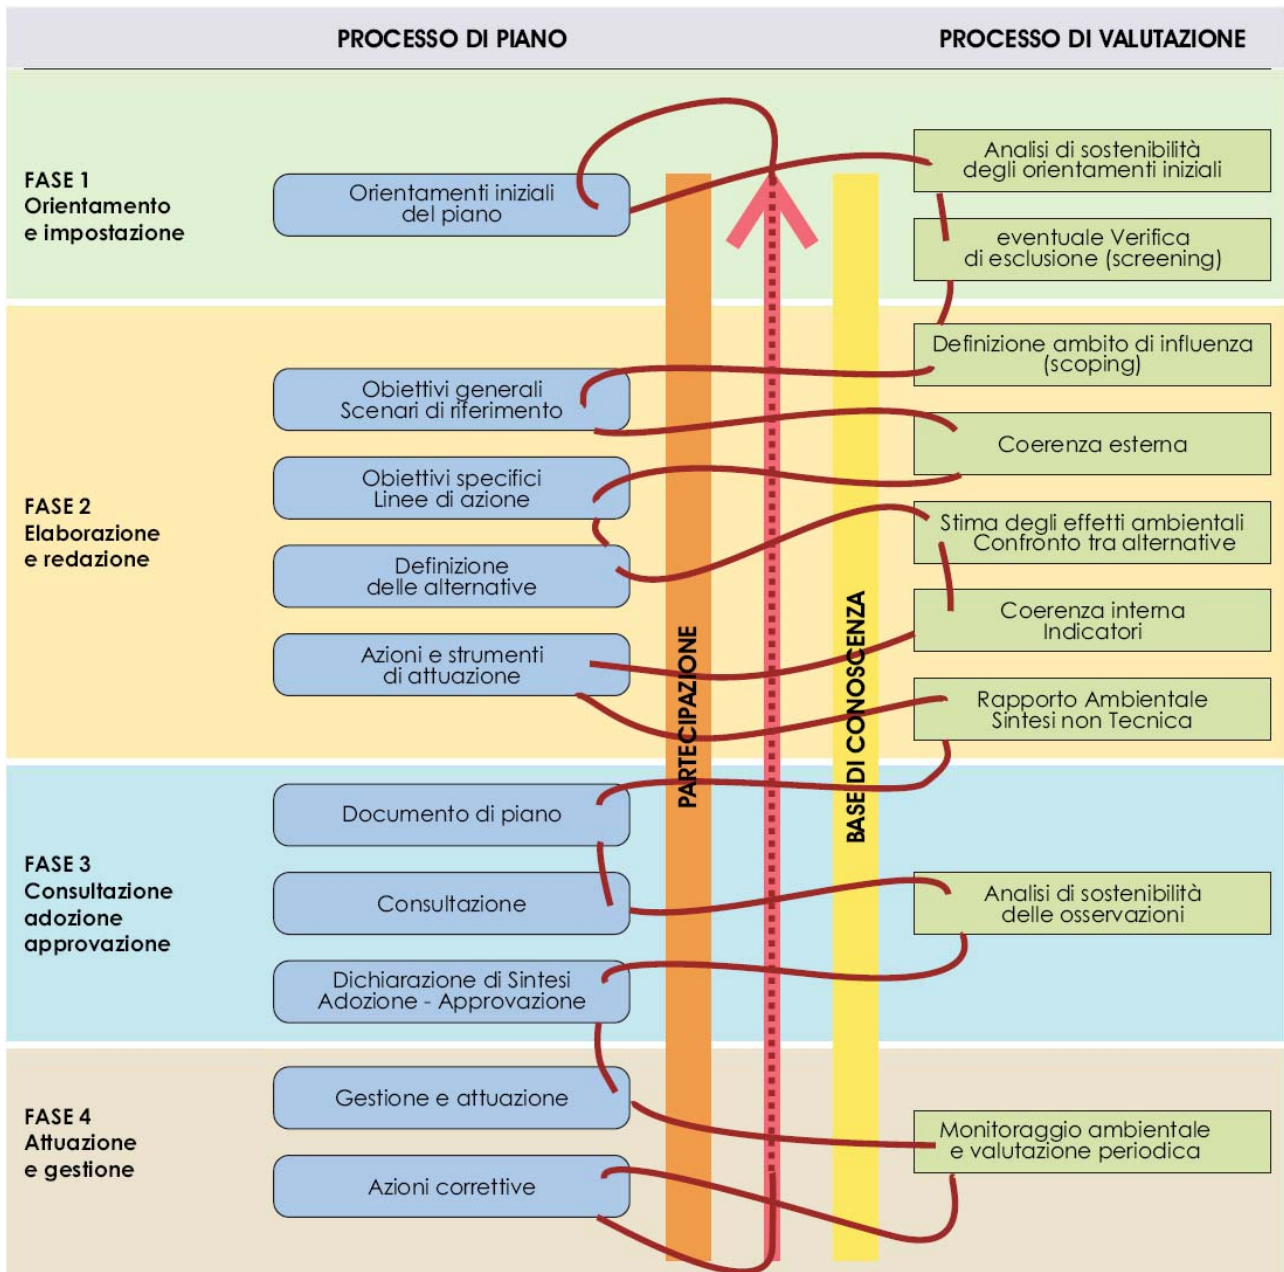 PROCESSO DI PIANO
PROCESSO DI VALUTAZIONE
FASE 1
Orientamento
e impostazione
Orientamenti iniziali
del piano
Analisi di sostenibilità
degli orientamenti iniziali
eventuale Verifica
di esclusione (screening)
FASE 2
Elaborazione
e redazione
Definizione ambito di influenza
(scoping)
Obiettivi generali
Scenari di riferimento
Coerenza esterna
Obiettivi specifici
Linee di azione
Stima degli effetti ambientali
Confronto tra alternative
Definizione
delle alternative
Coerenza interna
Indicatori
Azioni e strumenti
di attuazione
Rapporto Ambientale
Sintesi non Tecnica
PARTECIPAZIONE
BASE DI CONOSCENZA
FASE 3
Consultazione
adozione
approvazione
Documento di piano
Consultazione
Analisi di sostenibilità
delle osservazioni
Dichiarazione di Sintesi
Adozione - Approvazione
FASE 4
Attuazione
e gestione
Gestione e attuazione
Monitoraggio ambientale
e valutazione periodica
Azioni correttive